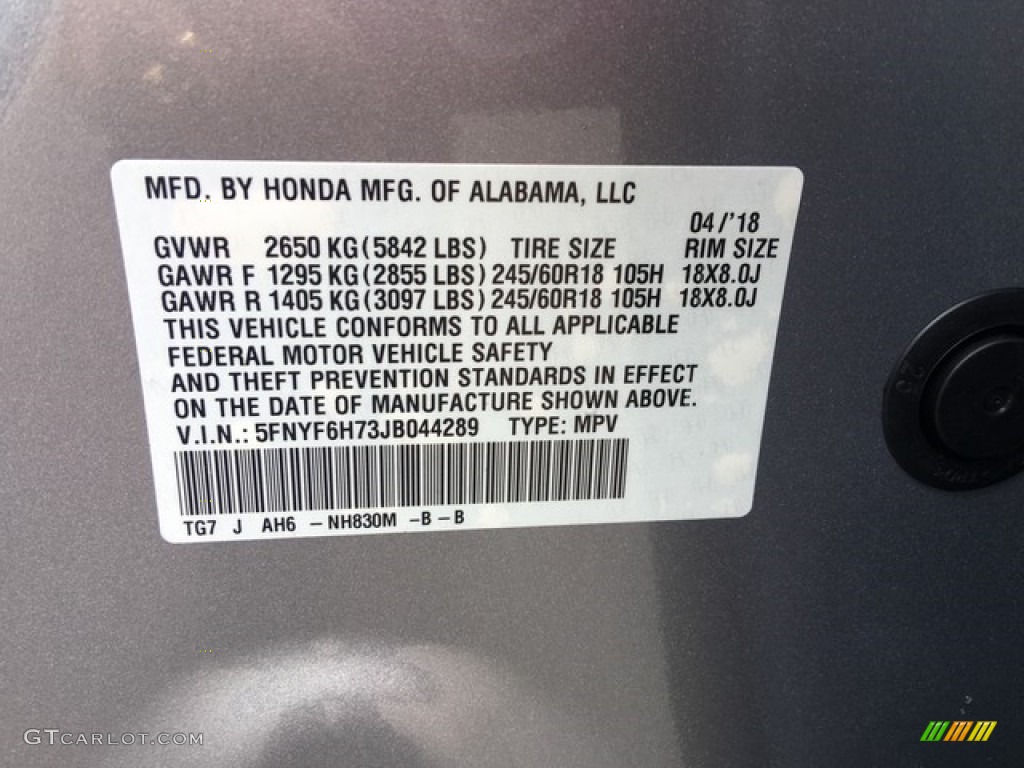 MFD. BY HONDA MFG. OF ALABAMA, LLC
04/'18
GVWR 2650 KG(5842 LBS) TIRE SIZE RIM SIZE
GAWR F 1295 KG(2855 LBS) 245/60R18 105H 18X8.0J
GAWR R 1405 KG(3097 LBS) 245/60R18 105H 18X8.0J
THIS VEHICLE CONFORMS TO ALL APPLICABLE
FEDERAL MOTOR VEHICLE SAFETY
AND THEFT PREVENTION STANDARDS IN EFFECT
ON THE DATE OF MANUFACTURE SHOWN ABOVE.
V.I.N.: 5FNYF6H73JB044289 TYPE: MPV
TG7 J AH6 -NH830M -B-B
25
GTCARLOT.COM